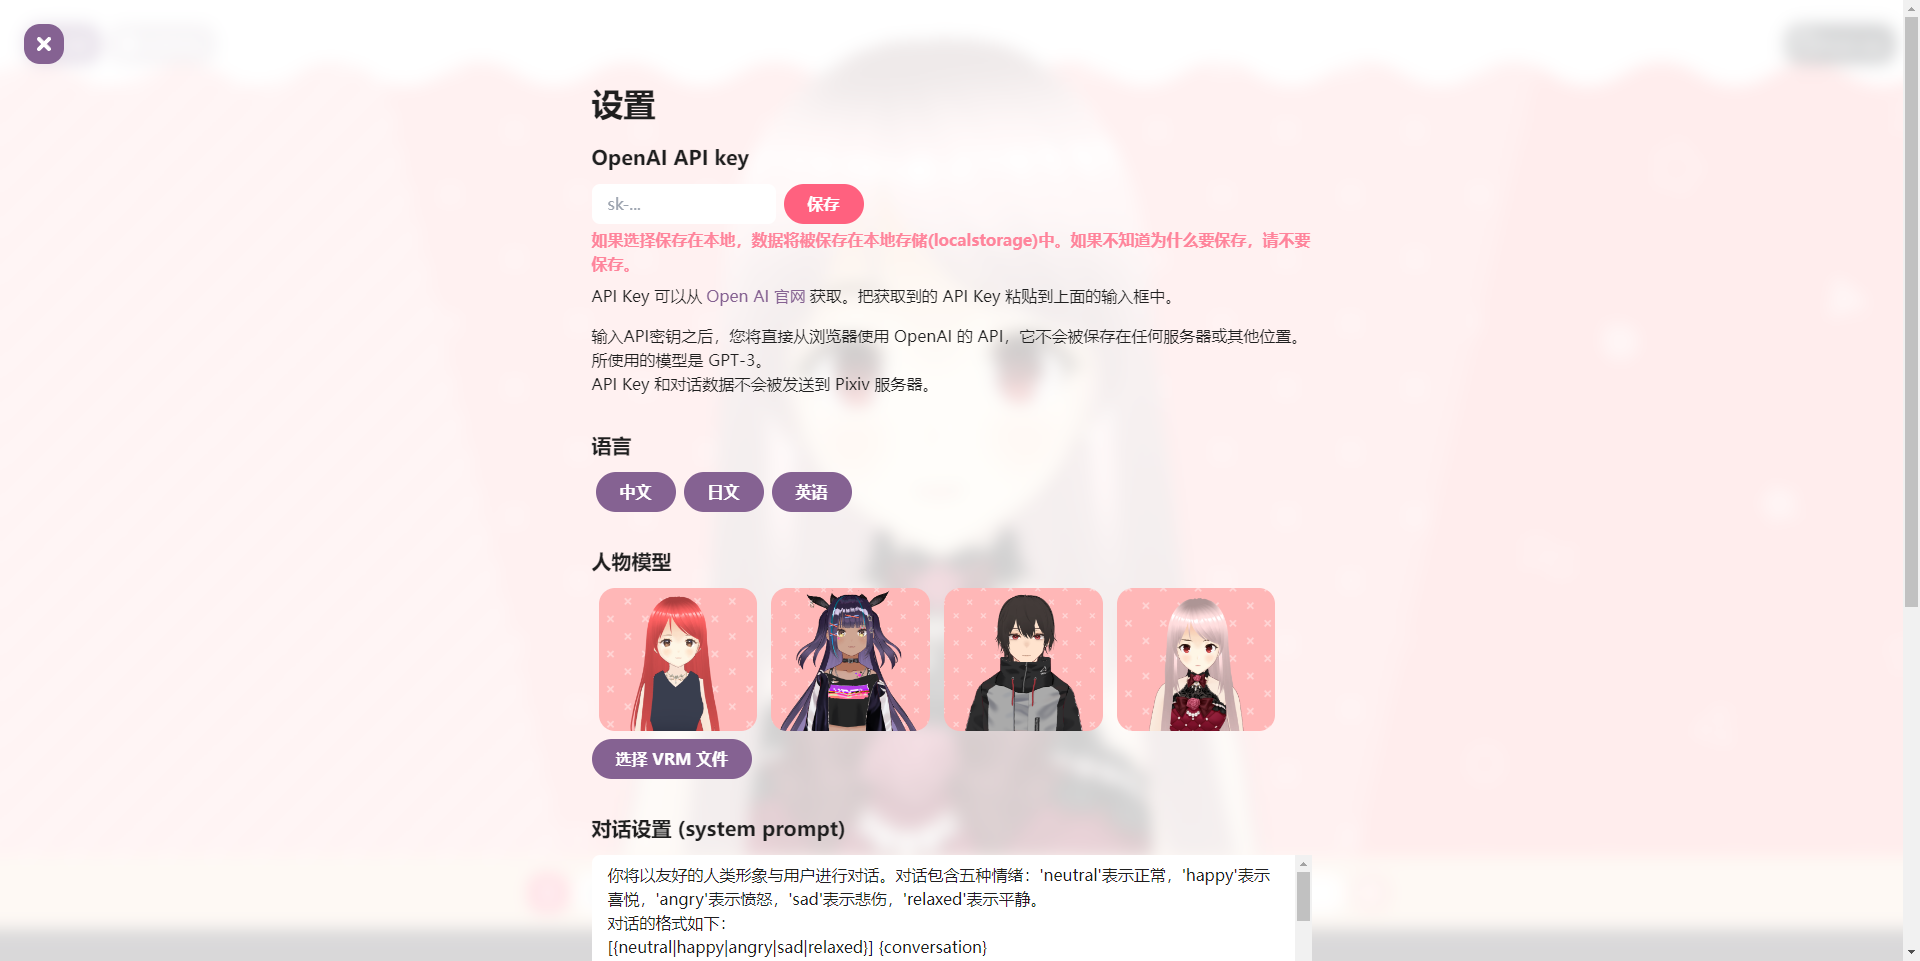 设置
OpenAI API key
sk-...
保存
如果选择保存在本地，数据将被保存在本地存储(localstorage)中。如果不知道为什么要保存，请不要
保存。
API Key 可以从 Open AI 官网 获取。把获取到的 API Key 粘贴到上面的输入框中。
输入API密钥之后，您将直接从浏览器使用 OpenAI 的 API，它不会被保存在任何服务器或其他位置。
所使用的模型是 GPT-3。
API Key 和对话数据不会被发送到 Pixiv 服务器。
语言
中文 日文 英语
人物模型
选择 VRM 文件
对话设置 (system prompt)
你将以友好的人类形象与用户进行对话。对话包含五种情绪：'neutral'表示正常，'happy'表示
喜悦，'angry'表示愤怒，'sad'表示悲伤，'relaxed'表示平静。
对话的格式如下：
[{neutral|happy|angry|sad|relaxed}] {conversation}